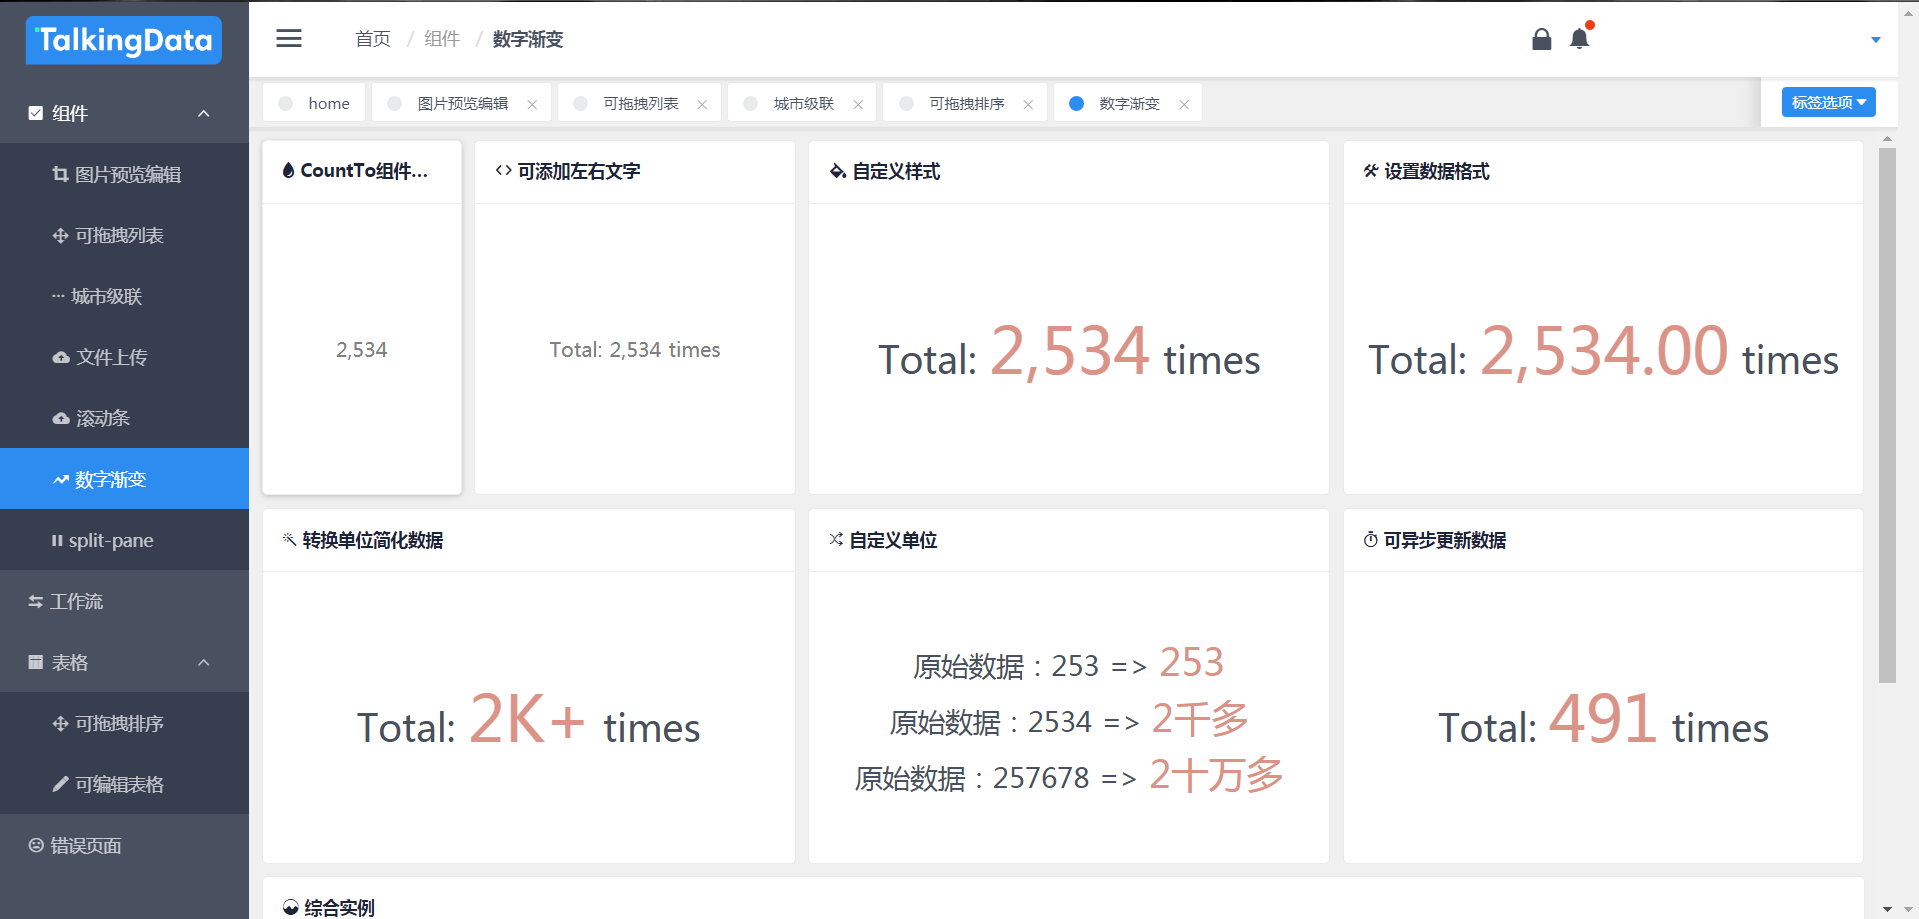 TalkingData
组件
图片预览编辑
可拖拽列表
城市级联
文件上传
滚动条
数字渐变
split-pane
工作流
表格
可拖拽排序
可编辑表格
错误页面
首页 / 组件 / 数字渐变
home 图片预览编辑 可拖拽列表 城市级联 可拖拽排序 数字渐变 标签选项
CountTo组件...
2,534
可添加左右文字
Total: 2,534 times
自定义样式
Total: 2,534 times
设置数据格式
Total: 2,534.00 times
转换单位简化数据
Total: 2K+ times
自定义单位
原始数据：253 => 253
原始数据：2534 => 2千多
原始数据：257678 => 2十万多
可异步更新数据
Total: 491 times
综合实例